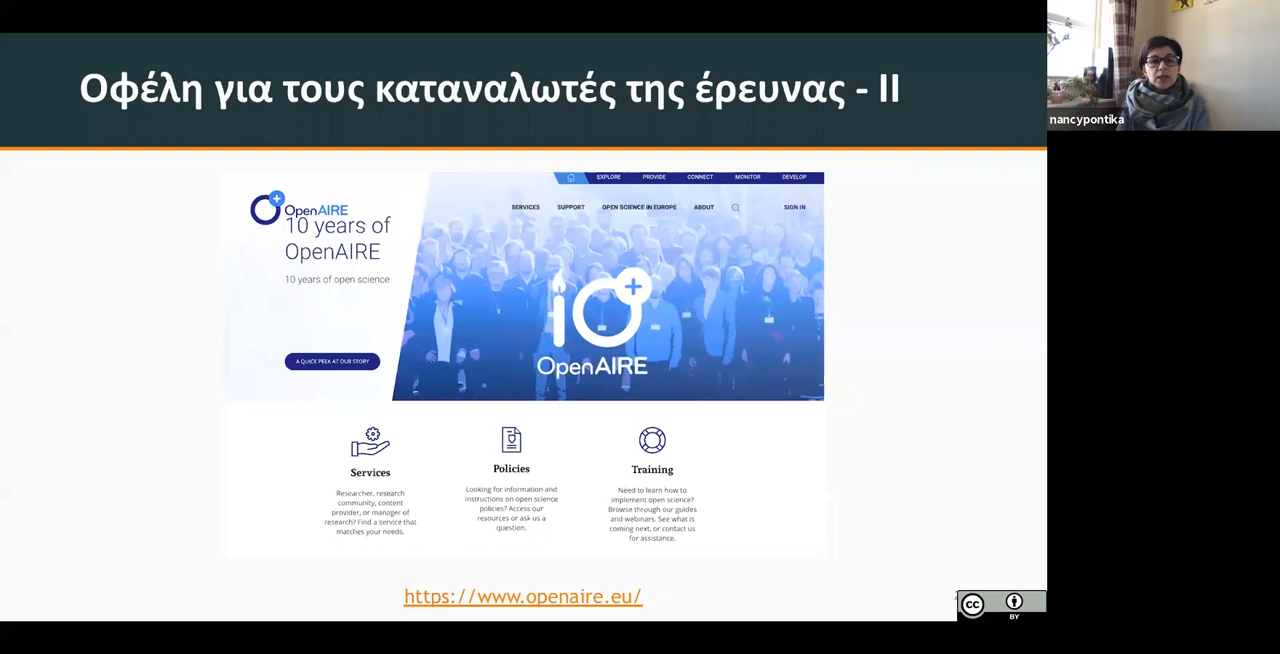 Οφέλη για τους καταναλωτές της έρευνας - ΙΙ
nancypontika
EXPLORE PROVIDE CONNECT MONITOR DEVELOP
OpenAIRE
SERVICES SUPPORT OPEN SCIENCE IN EUROPE ABOUT SIGN IN
10 years of
OpenAIRE
10 years of open science
10+
OpenAIRE
A QUICK PEEK AT OUR STORY
Services
Researcher, research
community, content
provider, or manager of
research? Find a service that
matches your needs.
Policies
Looking for information and
instructions on open science
policies? Access our
resources or ask us a
question.
Training
Need to learn how to
implement open science?
Browse through our guides
and webinars. See what is
coming next, or contact us
for assistance.
https://www.openaire.eu/
cc
BY